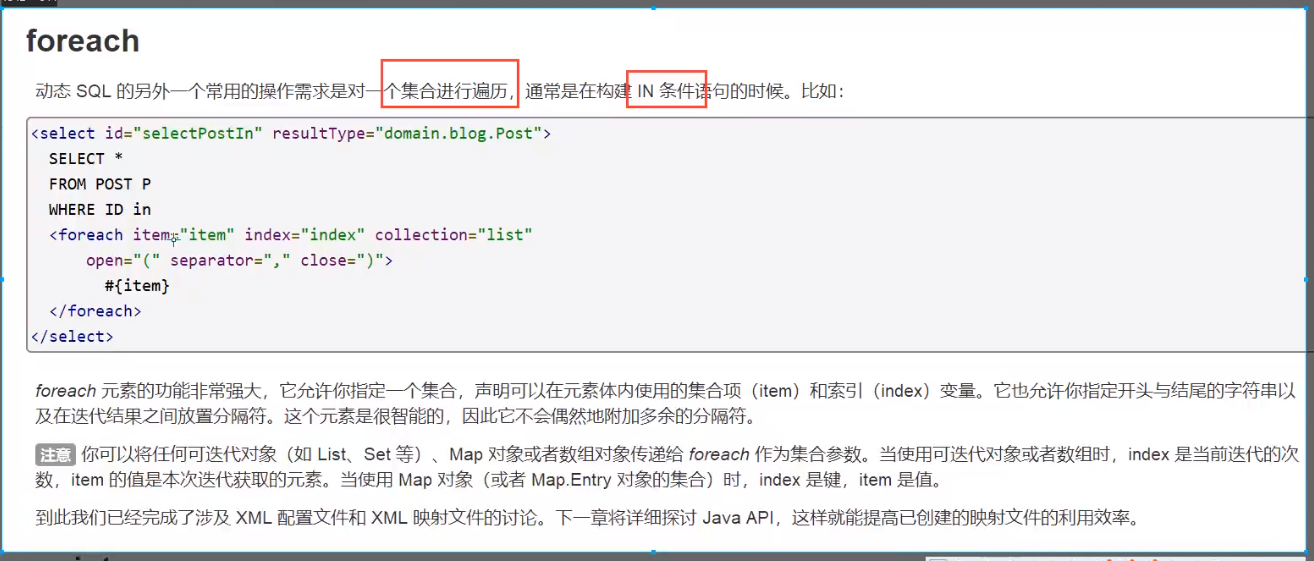 foreach
动态 SQL 的另外一个常用的操作需求是对一个集合进行遍历，通常是在构建 IN 条件语句的时候。比如：
<select id="selectPostIn" resultType="domain.blog.Post">
  SELECT *
  FROM POST P
  WHERE ID in
  <foreach item="item" index="index" collection="list"
      open="(" separator="," close=")">
        #{item}
  </foreach>
</select>
foreach 元素的功能非常强大，它允许你指定一个集合，声明可以在元素体内使用的集合项（item）和索引（index）变量。它也允许你指定开头与结尾的字符串以
及在迭代结果之间放置分隔符。这个元素是很智能的，因此它不会偶然地附加多余的分隔符。
注意 你可以将任何可迭代对象（如 List、Set 等）、Map 对象或者数组对象传递给 foreach 作为集合参数。当使用可迭代对象或者数组时，index 是当前迭代的次
数，item 的值是本次迭代获取的元素。当使用 Map 对象（或者 Map.Entry 对象的集合）时，index 是键，item 是值。
到此我们已经完成了涉及 XML 配置文件和 XML 映射文件的讨论。下一章将详细探讨 Java API，这样就能提高已创建的映射文件的利用效率。